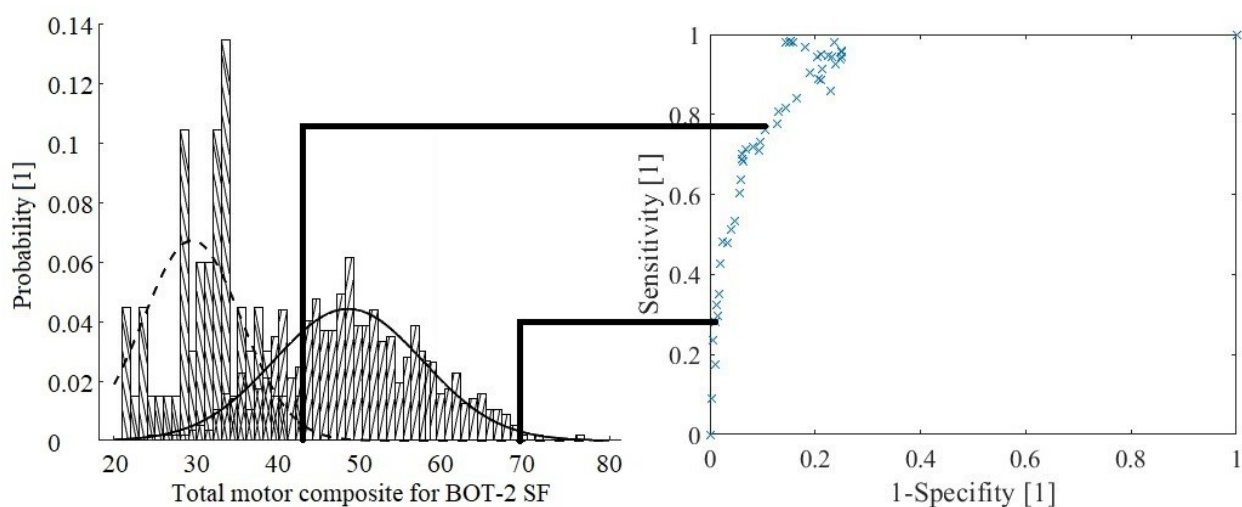 0.14
0.12
0.1
0.08
0.06
0.04
0.02
0
Probability [1]
20 30 40 50 60 70 80
Total motor composite for BOT-2 SF
1
0.8
0.6
0.4
0.2
0
Sensitivity [1]
0 0.2 0.4 0.6 0.8 1
1-Specifity [1]